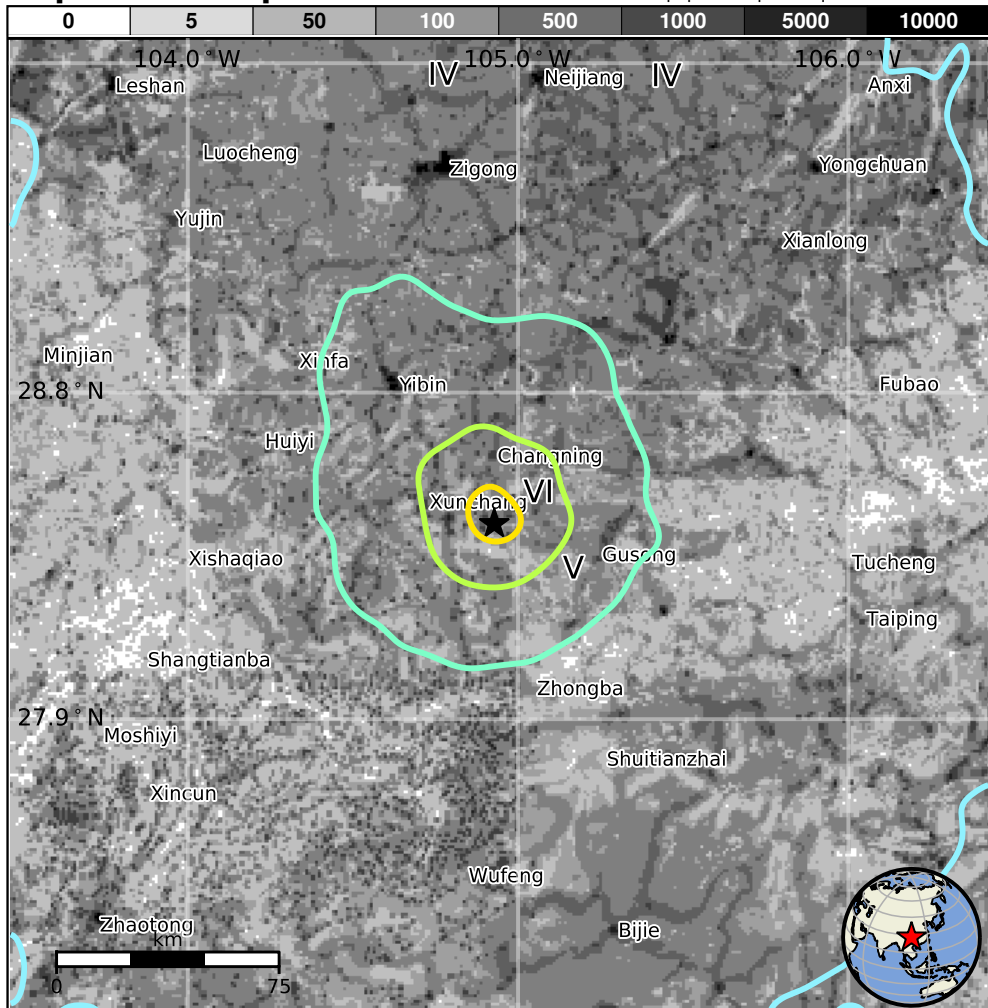 0 5 50 100 500 1000 5000 10000
104.0°W 105.0°W 106.0°W
IV IV
Leshan Neijiang Anxi
Luocheng Zigong Yongchuan
Yujin Xianlong
Minjian Xinfa Yibin Fubao
28.8°N
Huiyi Changning
Xunchang VI
Xishaqiao V Gusong Tucheng
Taiping
Shangtianba
Zhongba
27.9°N
Moshiyi
Shuitianzhai
Xincun
Wufeng
Zhaotong Bijie
km
0 75